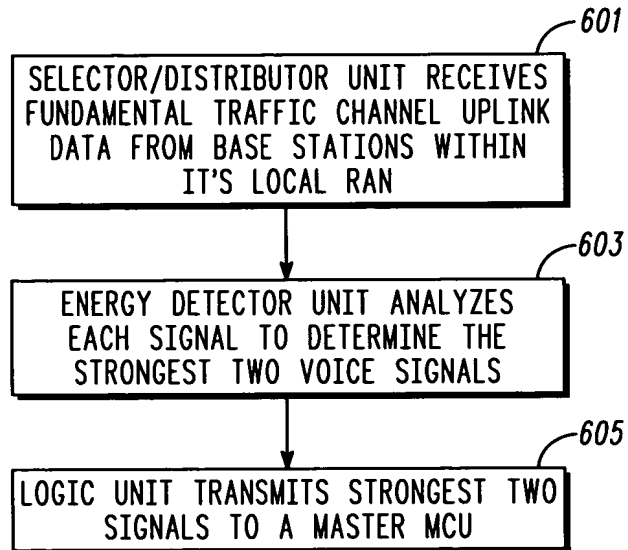 601
SELECTOR/DISTRIBUTOR UNIT RECEIVES
FUNDAMENTAL TRAFFIC CHANNEL UPLINK
DATA FROM BASE STATIONS WITHIN
IT'S LOCAL RAN
603
ENERGY DETECTOR UNIT ANALYZES
EACH SIGNAL TO DETERMINE THE
STRONGEST TWO VOICE SIGNALS
605
LOGIC UNIT TRANSMITS STRONGEST TWO
SIGNALS TO A MASTER MCU